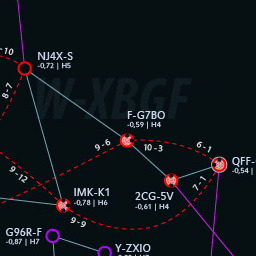 -10
NJ4X-S
-0,72 | H5
8-7
W-XBGF
F-G7BO
-0,59 | H4
9-6
10-3
6-1
QFF-
-0,54 |
7-1
9-12
IMK-K1
-0,78 | H6
2CG-5V
-0,61 | H4
9-9
G96R-F
-0,87 | H7
Y-ZXIO